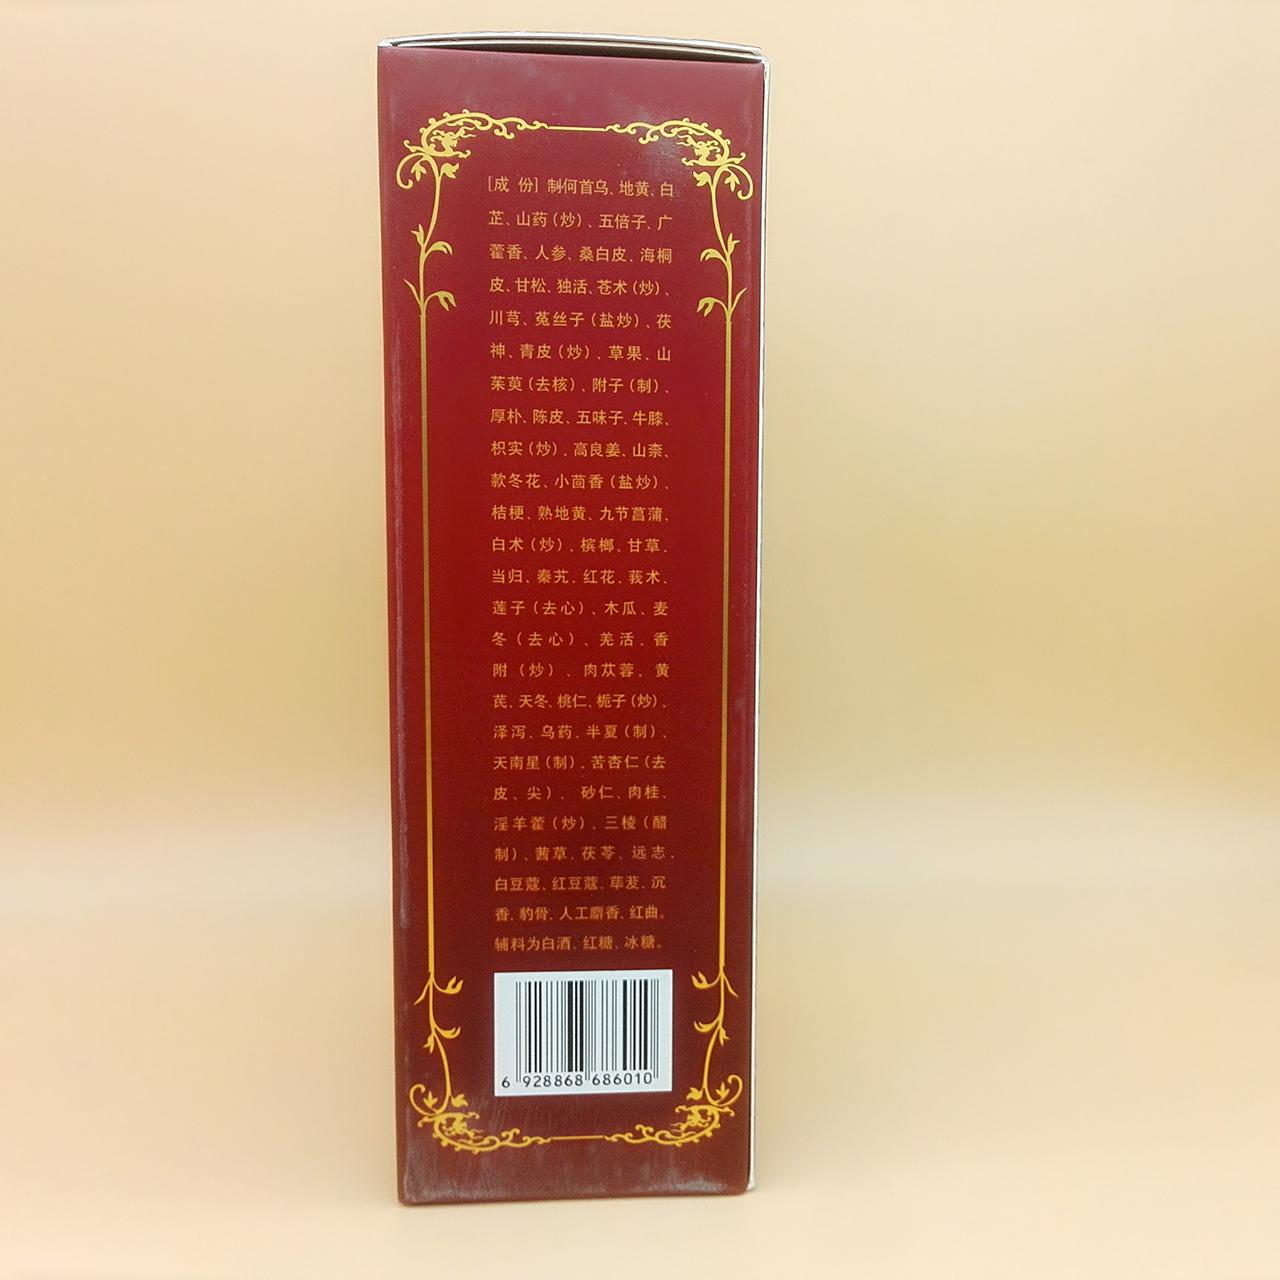 [成 份] 制何首乌、地黄、白
芷、山药(炒)、五倍子、广
藿香、人参、桑白皮、海桐
皮、甘松、独活、苍术(炒)、
川芎、菟丝子(盐炒)、茯
神、青皮(炒)、草果、山
茱萸(去核)、附子(制)、
厚朴、陈皮、五味子、牛膝、
枳实(炒)、高良姜、山柰、
款冬花、小茴香(盐炒)、
桔梗、熟地黄、九节菖蒲、
白术(炒)、槟榔、甘草、
当归、秦艽、红花、莪术、
莲子(去心)、木瓜、麦
冬(去心)、羌活、香
附(炒)、肉苁蓉、黄
芪、天冬、桃仁、栀子(炒)、
泽泻、乌药、半夏(制)、
天南星(制)、苦杏仁(去
皮、尖)、砂仁、肉桂、
淫羊藿(炒)、三棱(醋
制)、茜草、茯苓、远志、
白豆蔻、红豆蔻、荜茇、沉
香、豹骨、人工麝香、红曲。
辅料为白酒、红糖、冰糖。
6 928868 686010